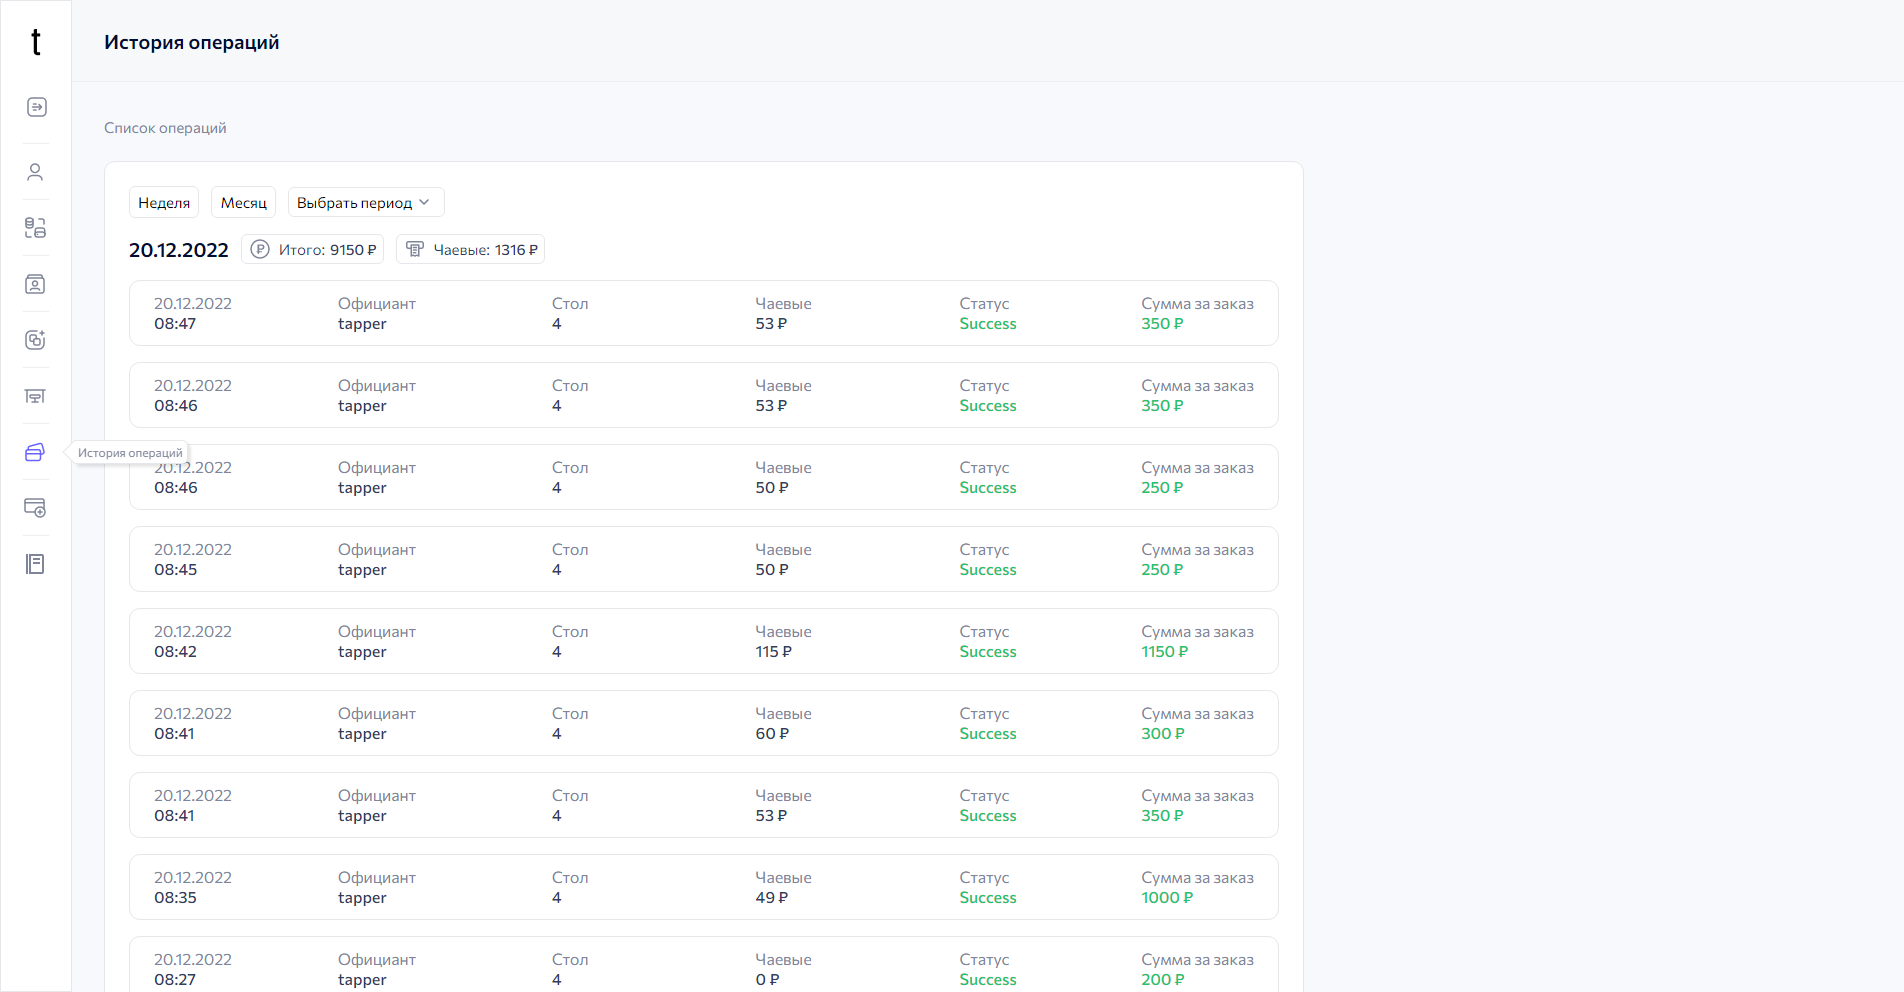 t
История операций
Список операций
Неделя Месяц Выбрать период
20.12.2022 Итого: 9150 ₽ Чаевые: 1316 ₽
20.12.2022 Официант Стол Чаевые Статус Сумма за заказ
08:47 tapper 4 53 ₽ Success 350 ₽
20.12.2022 Официант Стол Чаевые Статус Сумма за заказ
08:46 tapper 4 53 ₽ Success 350 ₽
История операций
20.12.2022 Официант Стол Чаевые Статус Сумма за заказ
08:46 tapper 4 50 ₽ Success 250 ₽
20.12.2022 Официант Стол Чаевые Статус Сумма за заказ
08:45 tapper 4 50 ₽ Success 250 ₽
20.12.2022 Официант Стол Чаевые Статус Сумма за заказ
08:42 tapper 4 115 ₽ Success 1150 ₽
20.12.2022 Официант Стол Чаевые Статус Сумма за заказ
08:41 tapper 4 60 ₽ Success 300 ₽
20.12.2022 Официант Стол Чаевые Статус Сумма за заказ
08:41 tapper 4 53 ₽ Success 350 ₽
20.12.2022 Официант Стол Чаевые Статус Сумма за заказ
08:35 tapper 4 49 ₽ Success 1000 ₽
20.12.2022 Официант Стол Чаевые Статус Сумма за заказ
08:27 tapper 4 0 ₽ Success 200 ₽